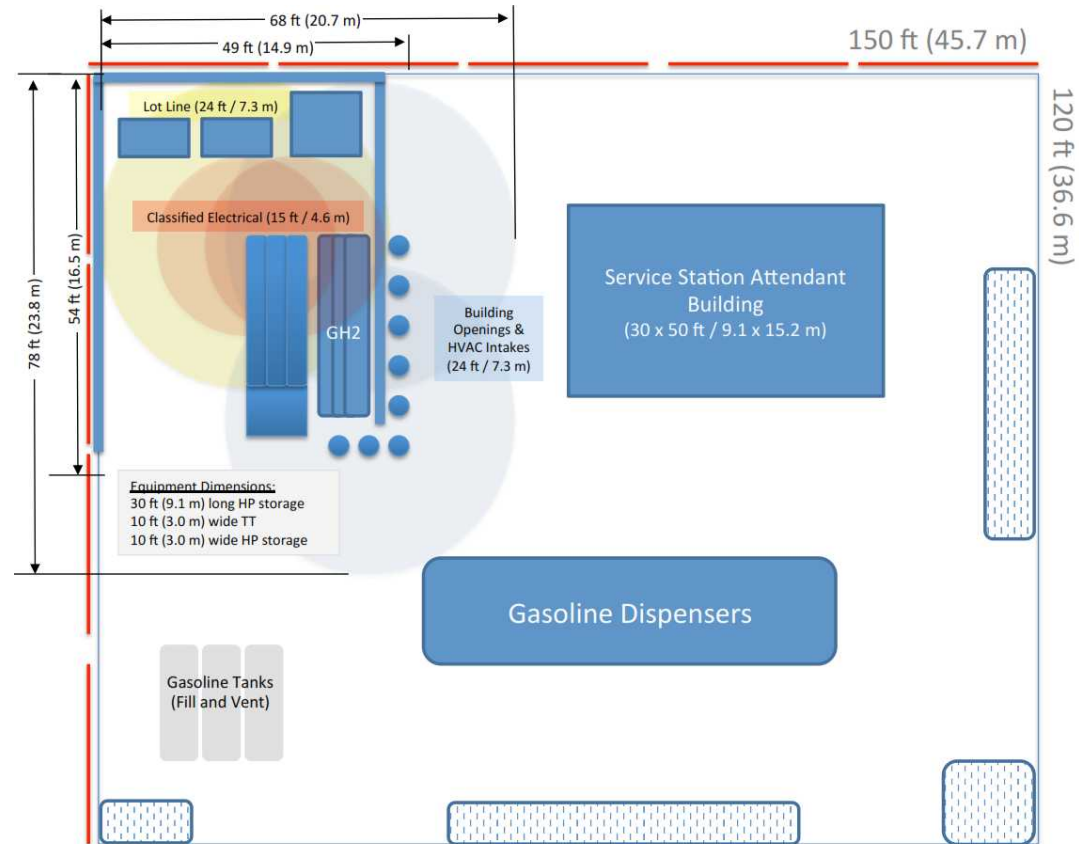 68 ft (20.7 m)
49 ft (14.9 m)
150 ft (45.7 m)
120 ft (36.6 m)
Lot Line (24 ft / 7.3 m)
Classified Electrical (15 ft / 4.6 m)
78 ft (23.8 m)
54 ft (16.5 m)
GH2
Building
Openings &
HVAC Intakes
(24 ft / 7.3 m)
Service Station Attendant
Building
(30 x 50 ft / 9.1 x 15.2 m)
Equipment Dimensions:
30 ft (9.1 m) long HP storage
10 ft (3.0 m) wide TT
10 ft (3.0 m) wide HP storage
Gasoline Dispensers
Gasoline Tanks
(Fill and Vent)